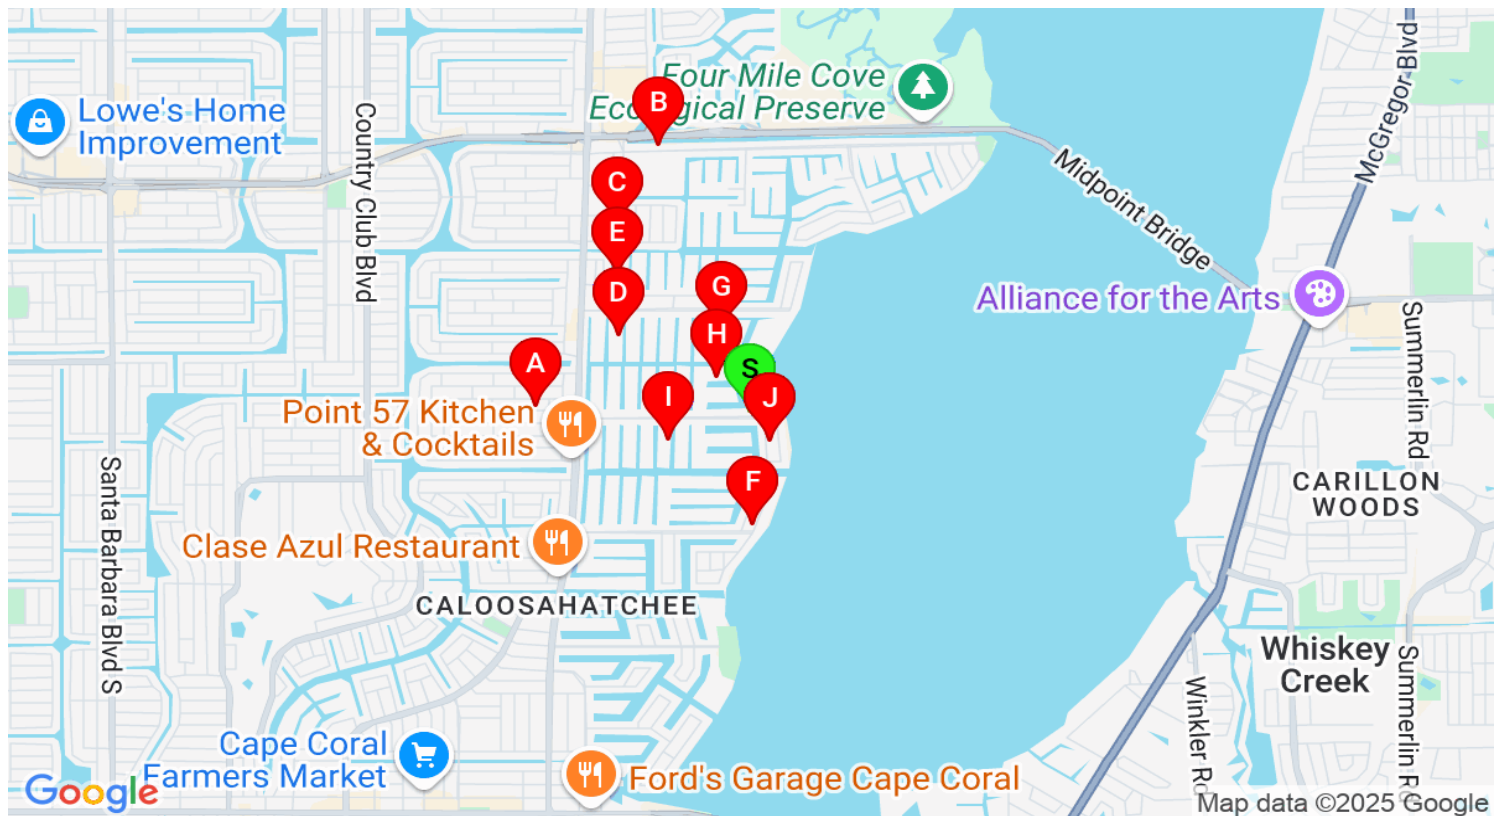 McGregor Blvd
Four Mile Cove
Ecological Preserve
B
Lowe's Home
Improvement
Country Club Blvd
Midpoint Bridge
C
E
D
G
H
Alliance for the Arts
Summerlin Rd
A
S
I
J
Point 57 Kitchen
& Cocktails
Santa Barbara Blvd S
F
CARILLON
WOODS
Clase Azul Restaurant
CALOOSAHATCHEE
Whiskey
Creek
Summerlin Rd
Winkler Rd
Cape Coral
Farmers Market
Ford's Garage Cape Coral
Google
Map data ©2025 Google